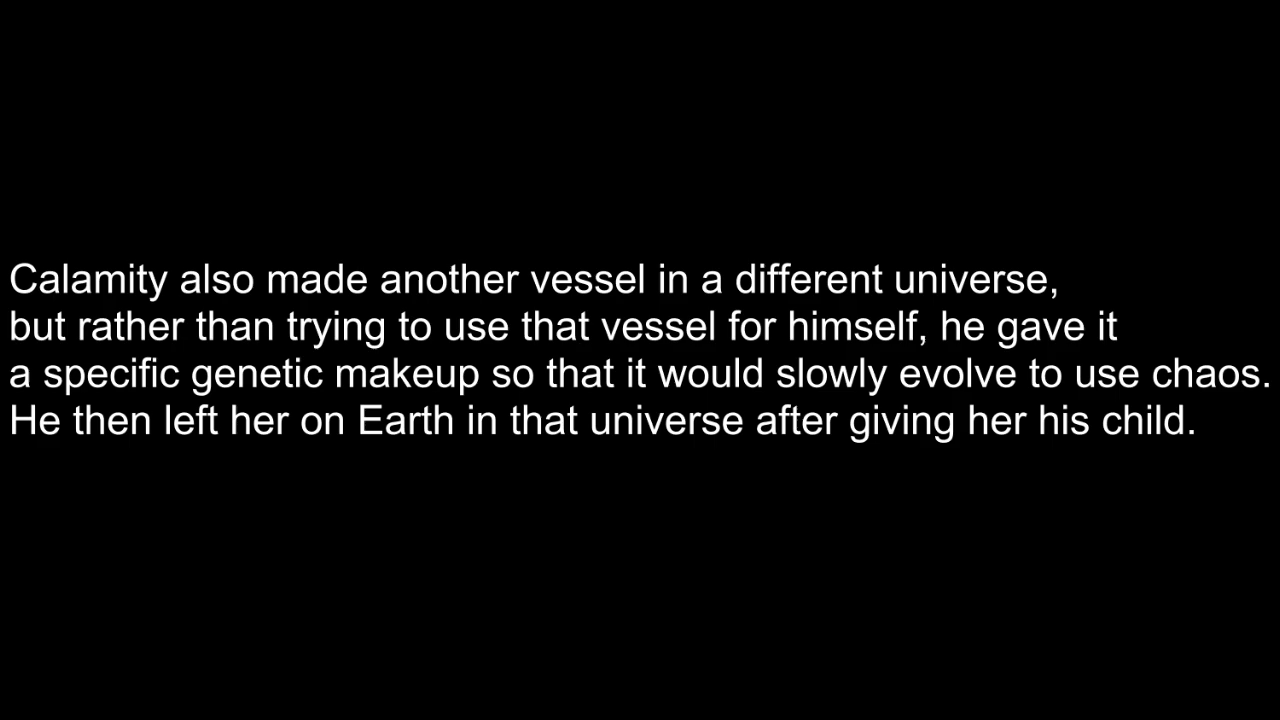 Calamity also made another vessel in a different universe,
but rather than trying to use that vessel for himself, he gave it
a specific genetic makeup so that it would slowly evolve to use chaos.
He then left her on Earth in that universe after giving her his child.